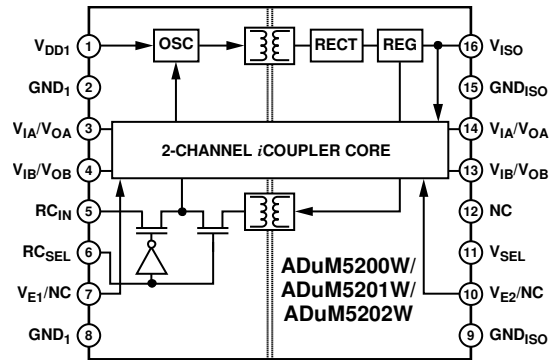 V_DD1 1 OSC RECT REG 16 V_ISO
GND_1 2 15 GND_ISO
V_IA/V_OA 3 14 V_IA/V_OA
2-CHANNEL iCOUPLER CORE
V_IB/V_OB 4 13 V_IB/V_OB
RC_IN 5 12 NC
RC_SEL 6 11 V_SEL
ADuM5200W/
ADuM5201W/
ADuM5202W
V_E1/NC 7 10 V_E2/NC
GND_1 8 9 GND_ISO